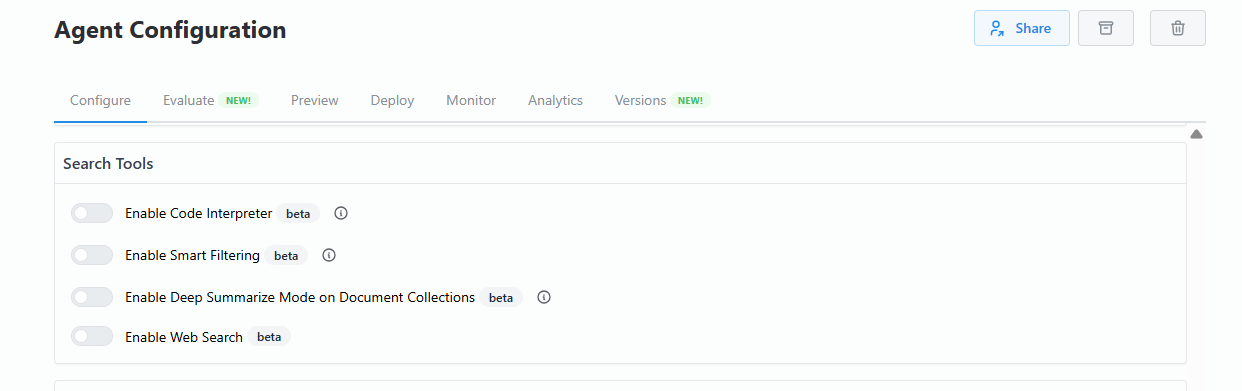 Agent Configuration
Share
Configure Evaluate NEW! Preview Deploy Monitor Analytics Versions NEW!
Search Tools
Enable Code Interpreter beta
Enable Smart Filtering beta
Enable Deep Summarize Mode on Document Collections beta
Enable Web Search beta